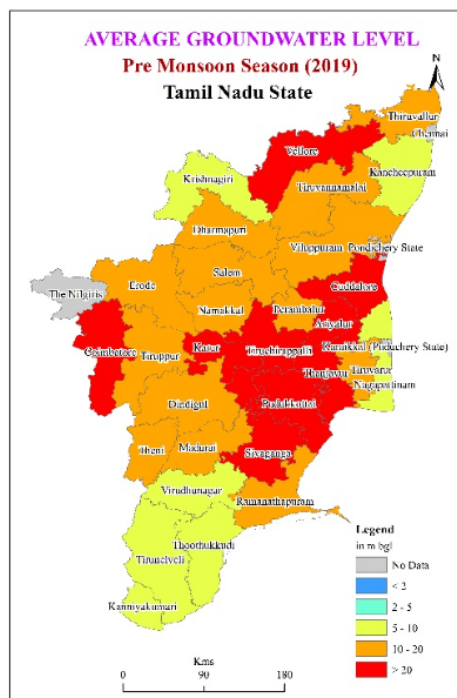 AVERAGE GROUNDWATER LEVEL
Pre Monsoon Season (2019)
Tamil Nadu State
N
Thiruvallur
Chennai
Vellore
Kancheepuram
Krishnagiri
Tiruvannamalai
Dharmapuri
Viluppuram
Pondichery State
Salem
Erode
The Nilgiris
Cuddalore
Namakkal
Perambalur
Ariyalur
Coimbatore
Tiruppur
Karur
Tiruchirappalli
Karaikkal (Puduchery State)
Thanjavur
Tiruvarur
Nagapattinam
Dindigul
Pudukkottai
Theni
Madurai
Sivaganga
Virudhunagar
Ramanathapuram
Thoothukkudi
Tirunelveli
Kanniyakumari
Legend
in m bgl
No Data
< 2
2 - 5
5 - 10
10 - 20
> 20
Kms
0 90 180